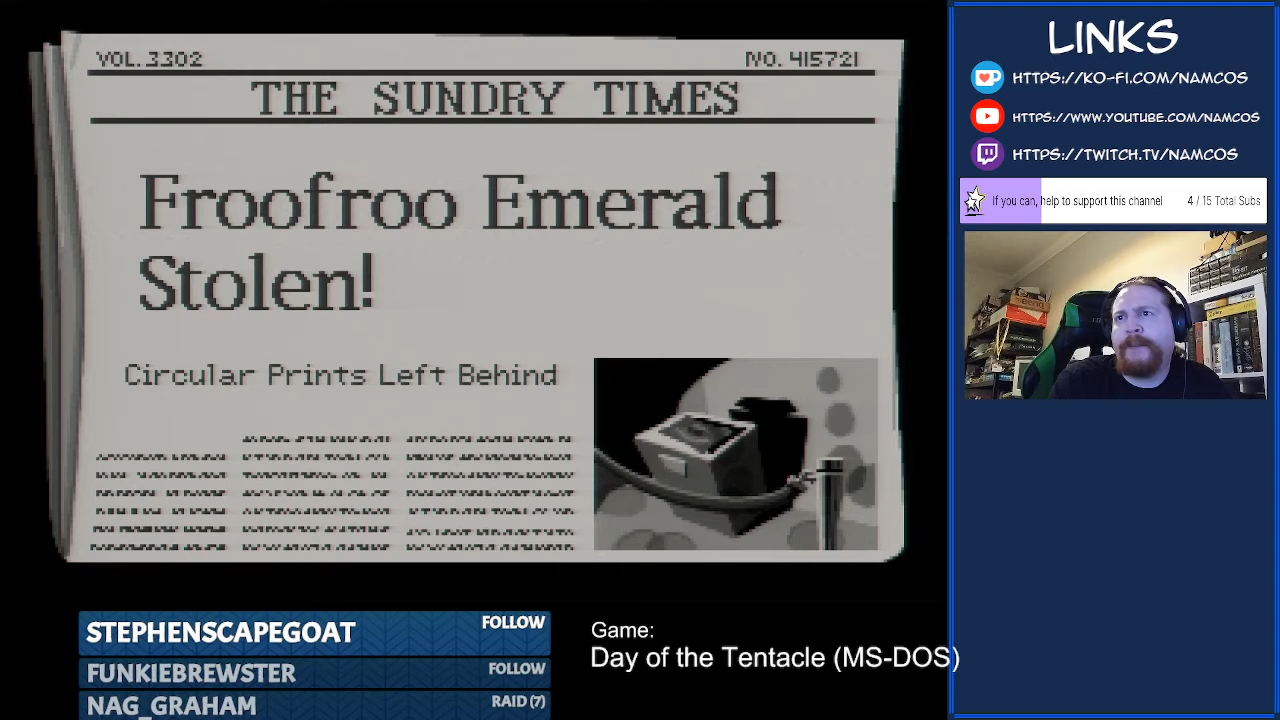 VOL. 3302
NO. 415721
THE SUNDRY TIMES
Froofroo Emerald
Stolen!
Circular Prints Left Behind
LINKS
HTTPS://KO-FI.COM/NAMCOS
HTTPS://WWW.YOUTUBE.COM/NAMCOS
HTTPS://TWITCH.TV/NAMCOS
If you can, help to support this channel 4 / 15 Total Subs
STEPHENSCAPEGOAT FOLLOW
FUNKIEBREWSTER FOLLOW
NAG_GRAHAM RAID (7)
Game:
Day of the Tentacle (MS-DOS)